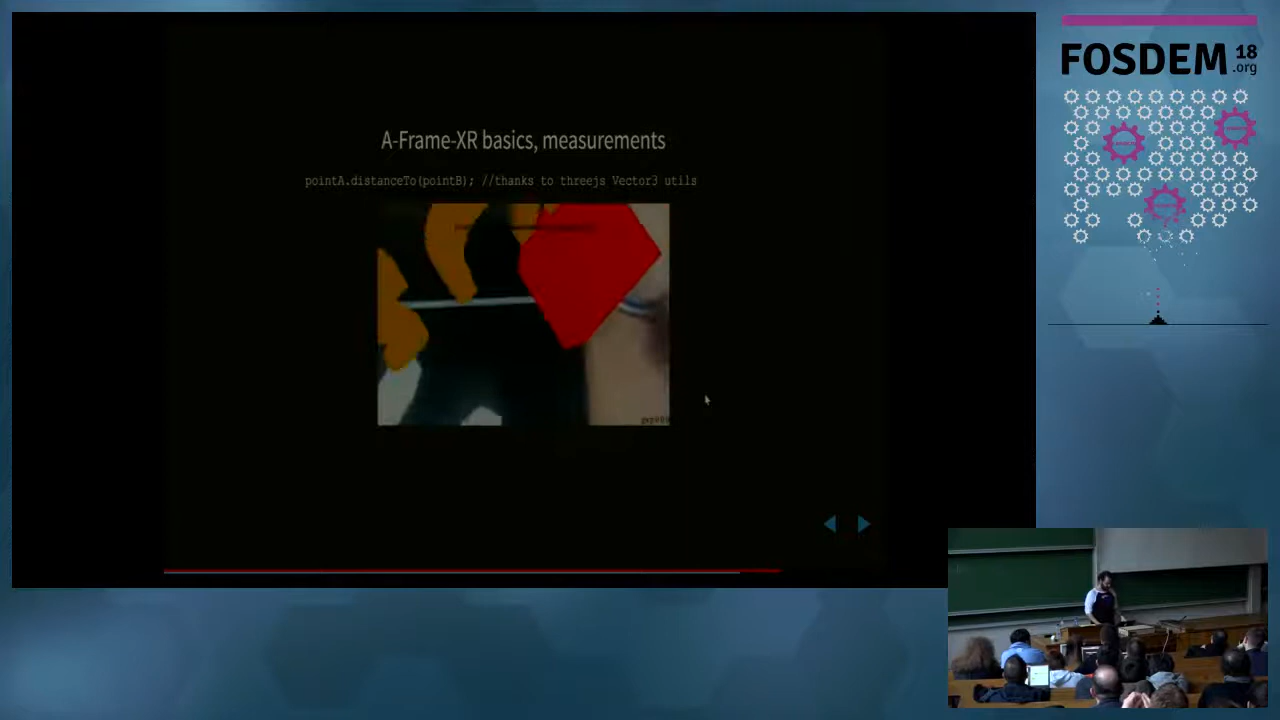 A-Frame-XR basics, measurements
pointA.distanceTo(pointB); //thanks to threejs Vector3 utils
FOSDEM 18
.org